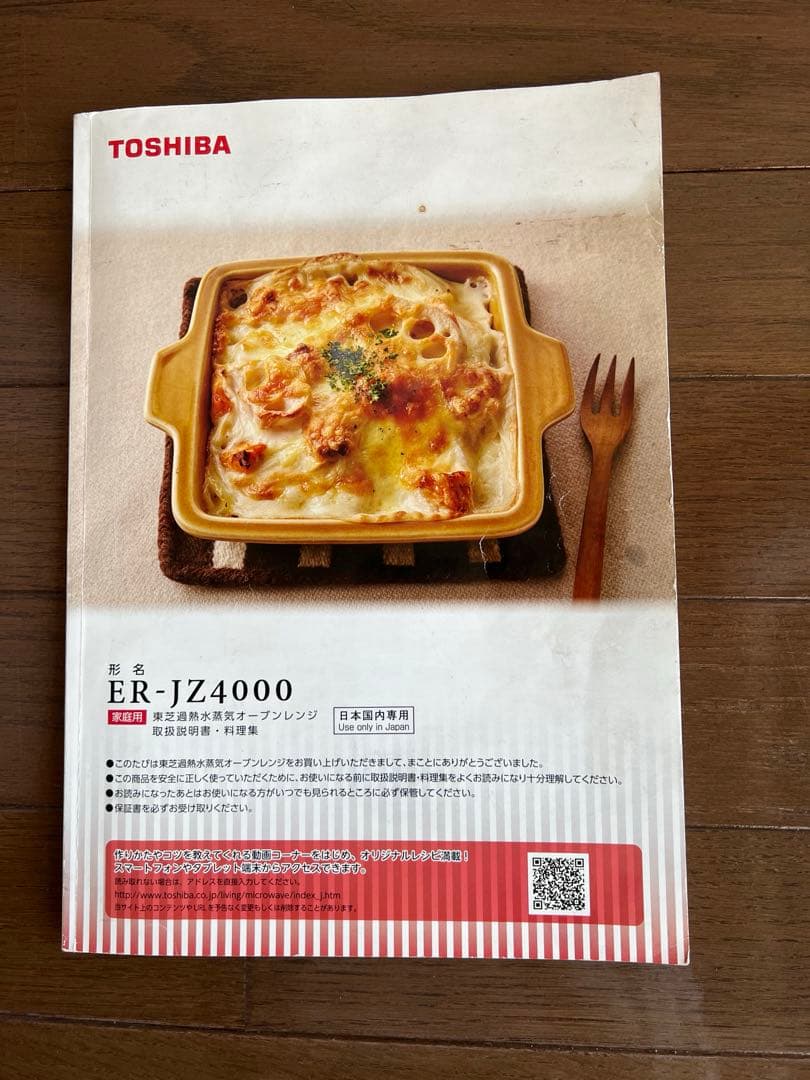 TOSHIBA
形 名
ER-JZ4000
家庭用 東芝過熱水蒸気オーブンレンジ
取扱説明書・料理集
日本国内専用
Use only in Japan
●このたびは東芝過熱水蒸気オーブンレンジをお買い上げいただきまして、まことにありがとうございました。
●この商品を安全に正しく使っていただくために、お使いになる前に取扱説明書・料理集をよくお読みになり十分理解してください。
●お読みになったあとはお使いになる方がいつでも見られるところに必ず保管してください。
●保証書を必ずお受け取りください。
作りかたやコツを教えてくれる動画コーナーをはじめ、オリジナルレシピ満載!
スマートフォンやタブレット端末からアクセスできます。
読み取れない場合は、アドレスを直接入力してください。
http://www.toshiba.co.jp/living/microwave/index_j.htm
当サイト上のコンテンツやURLを予告なく変更もしくは削除することがあります。